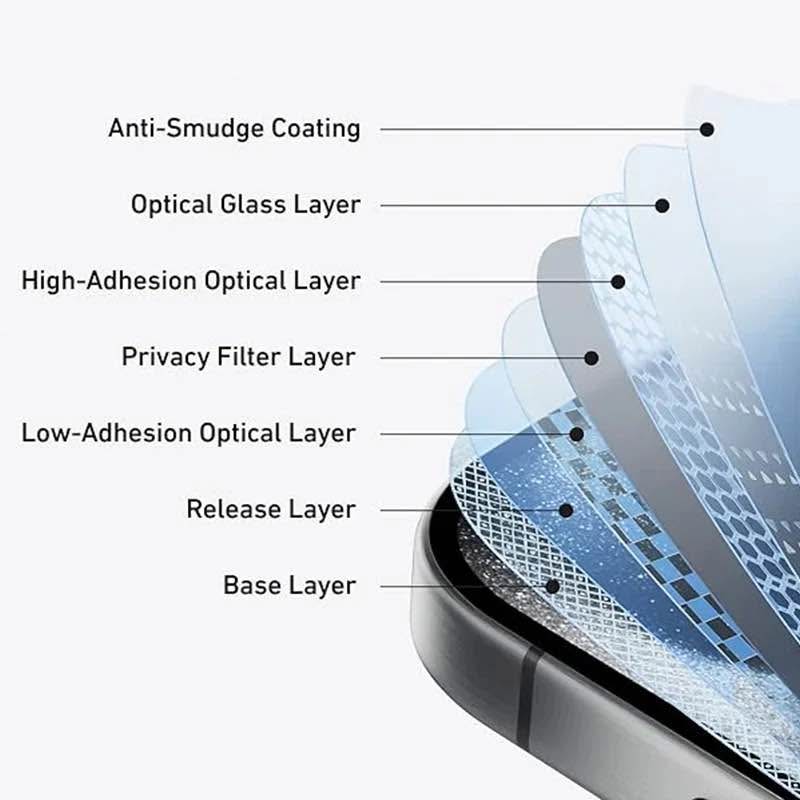 Anti-Smudge Coating
Optical Glass Layer
High-Adhesion Optical Layer
Privacy Filter Layer
Low-Adhesion Optical Layer
Release Layer
Base Layer